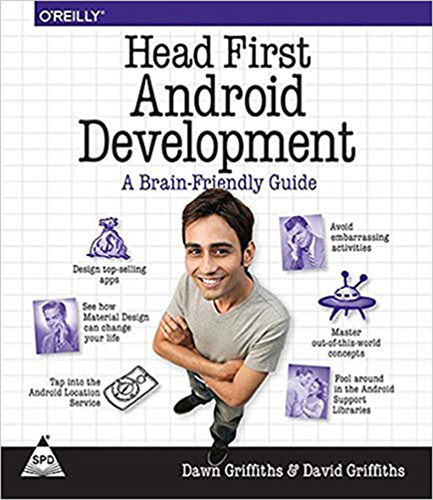 O'REILLY®
Head First
Android
Development
A Brain-Friendly Guide
Design top-selling
apps
Avoid
embarrassing
activities
See how
Material Design
can change
your life
Master
out-of-this-world
concepts
Tap into the
Android Location
Service
Fool around
in the Android
Support
Libraries
SPD
Dawn Griffiths & David Griffiths